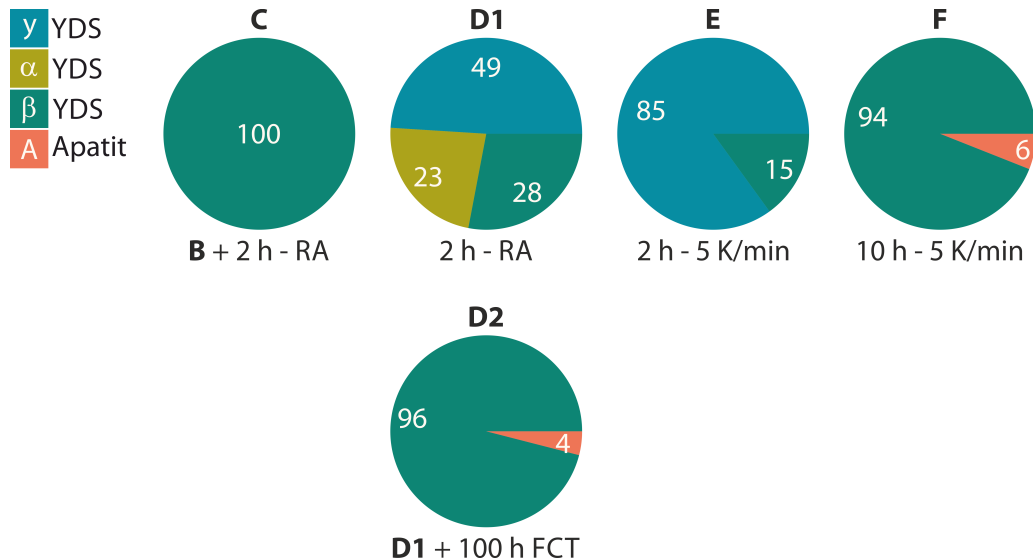 y YDS
α YDS
β YDS
A Apatit
C
100
B + 2 h - RA
D1
49
23
28
2 h - RA
E
85
15
2 h - 5 K/min
F
94
6
10 h - 5 K/min
D2
96
4
D1 + 100 h FCT